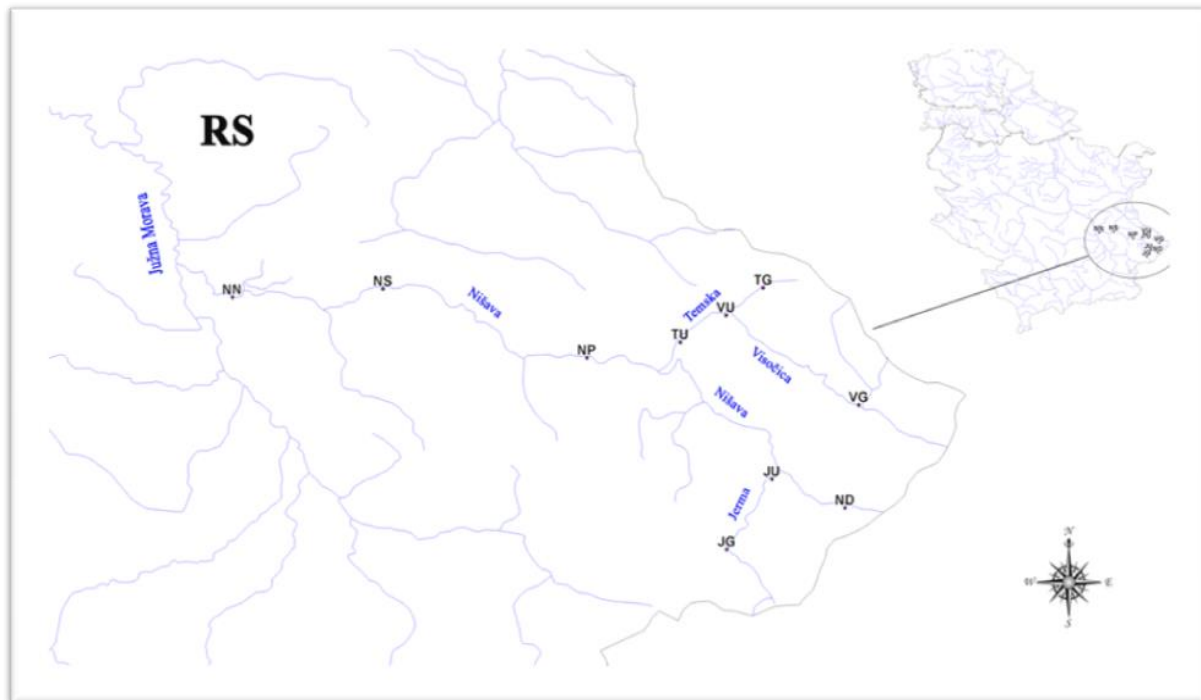 RS
Južna Morava
NN
NS
Nišava
NP
TU
Temska
VU
TG
Visočica
VG
Nišava
JU
ND
Jerma
JG
N
W
E
S